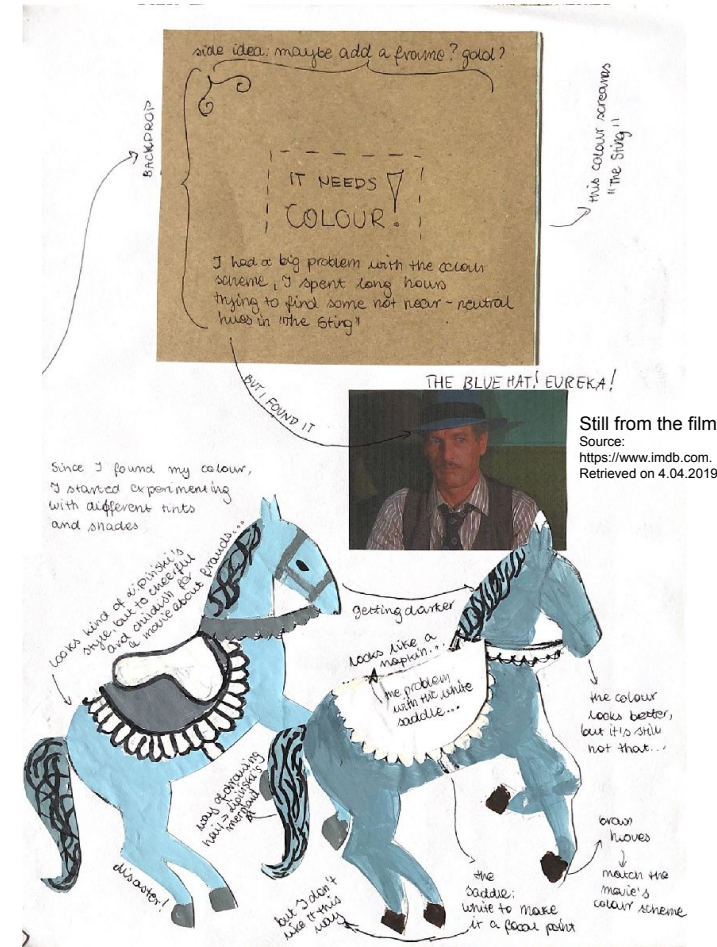 side idea: maybe add a frame? gold?
BACKDROP
this colour screams
"The Sting"
IT NEEDS
COLOUR!
I had a big problem with the colour
scheme, I spent long hours
trying to find some not near-neutral
hues in "The Sting"
BUT I FOUND IT
THE BLUE HAT! EUREKA!
Still from the film
Source:
https://www.imdb.com.
Retrieved on 4.04.2019
Since I found my colour,
I started experimenting
with different tints
and shades
looks kind of Lipiński's
style but to cheerful
and childish for
a movie about frauds...
getting darker
looks like a
napkin...
the problem
with the white
saddle...
the colour
looks better,
but it's still
not that...
way of drawing
hair → Lipiński's
disaster!
but I don't
like it this
way
the
saddle:
white to make
it a focal point
brown
hooves
match the
movie's
colour scheme